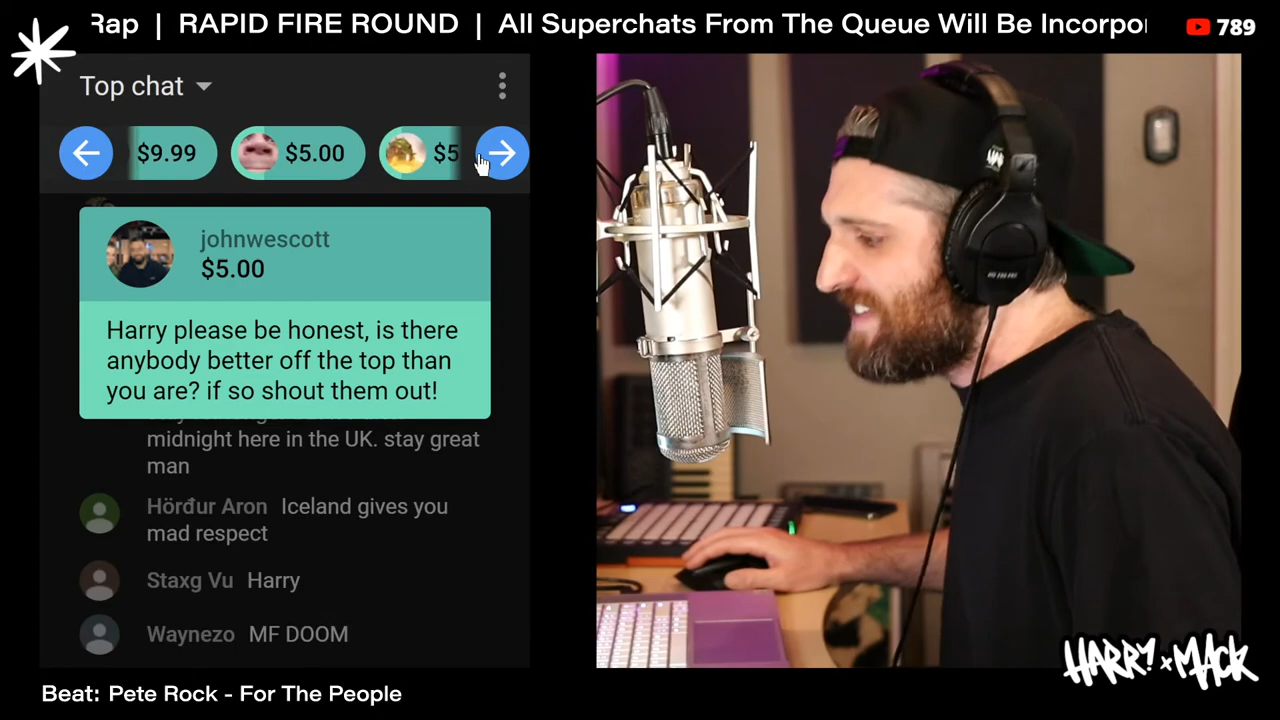 Rap | RAPID FIRE ROUND | All Superchats From The Queue Will Be Incorpor
789
Top chat
$9.99
$5.00
$5
johnwescott
$5.00
Harry please be honest, is there
anybody better off the top than
you are? if so shout them out!
midnight here in the UK. stay great
man
Hörður Aron Iceland gives you
mad respect
Staxg Vu Harry
Waynezo MF DOOM
HARRY x MACK
Beat: Pete Rock - For The People